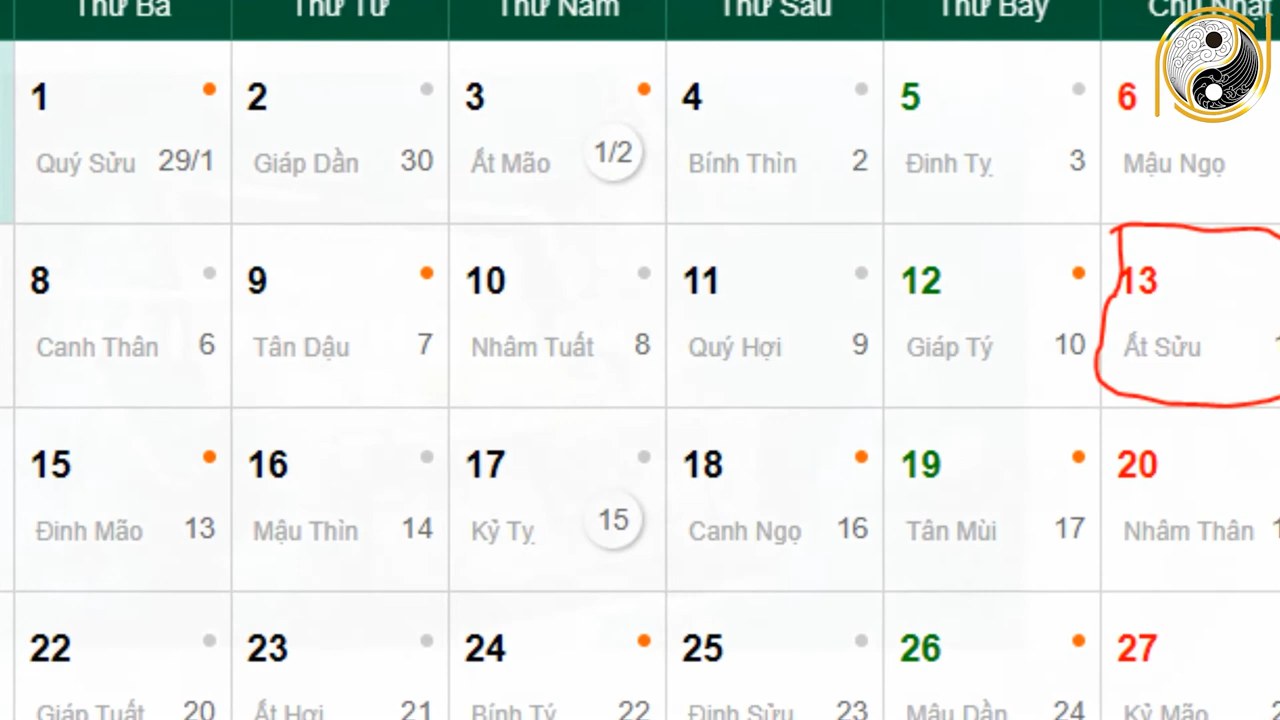 Thứ Ba Thứ Tư Thứ Năm Thứ Sáu Thứ Bảy Chủ Nhật
1 2 3 4 5 6
Quý Sửu 29/1 Giáp Dần 30 Ất Mão 1/2 Bính Thìn 2 Đinh Tỵ 3 Mậu Ngọ
8 9 10 11 12 13
Canh Thân 6 Tân Dậu 7 Nhâm Tuất 8 Quý Hợi 9 Giáp Tý 10 Ất Sửu
15 16 17 18 19 20
Đinh Mão 13 Mậu Thìn 14 Kỷ Tỵ 15 Canh Ngọ 16 Tân Mùi 17 Nhâm Thân
22 23 24 25 26 27
Giáp Tuất 20 Ất Hợi 21 Bính Tý 22 Đinh Sửu 23 Mậu Dần 24 Kỷ Mão